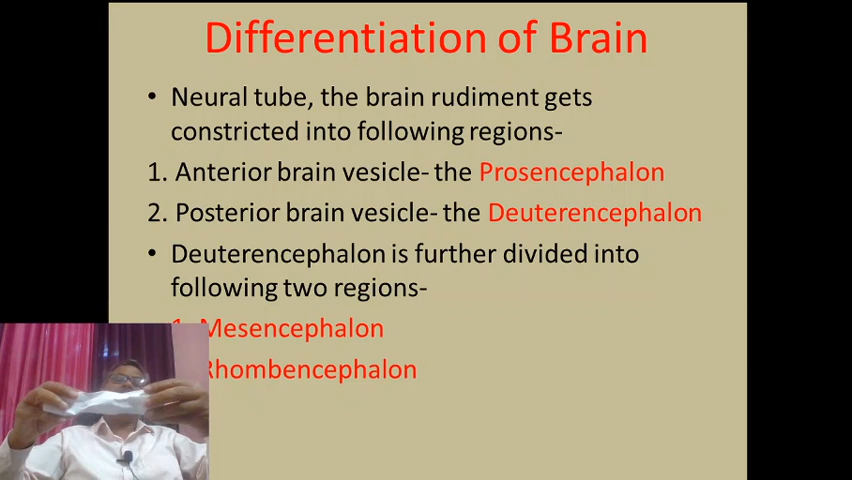 Differentiation of Brain
• Neural tube, the brain rudiment gets
constricted into following regions-
1. Anterior brain vesicle- the Prosencephalon
2. Posterior brain vesicle- the Deuterencephalon
• Deuterencephalon is further divided into
following two regions-
1. Mesencephalon
Rhombencephalon